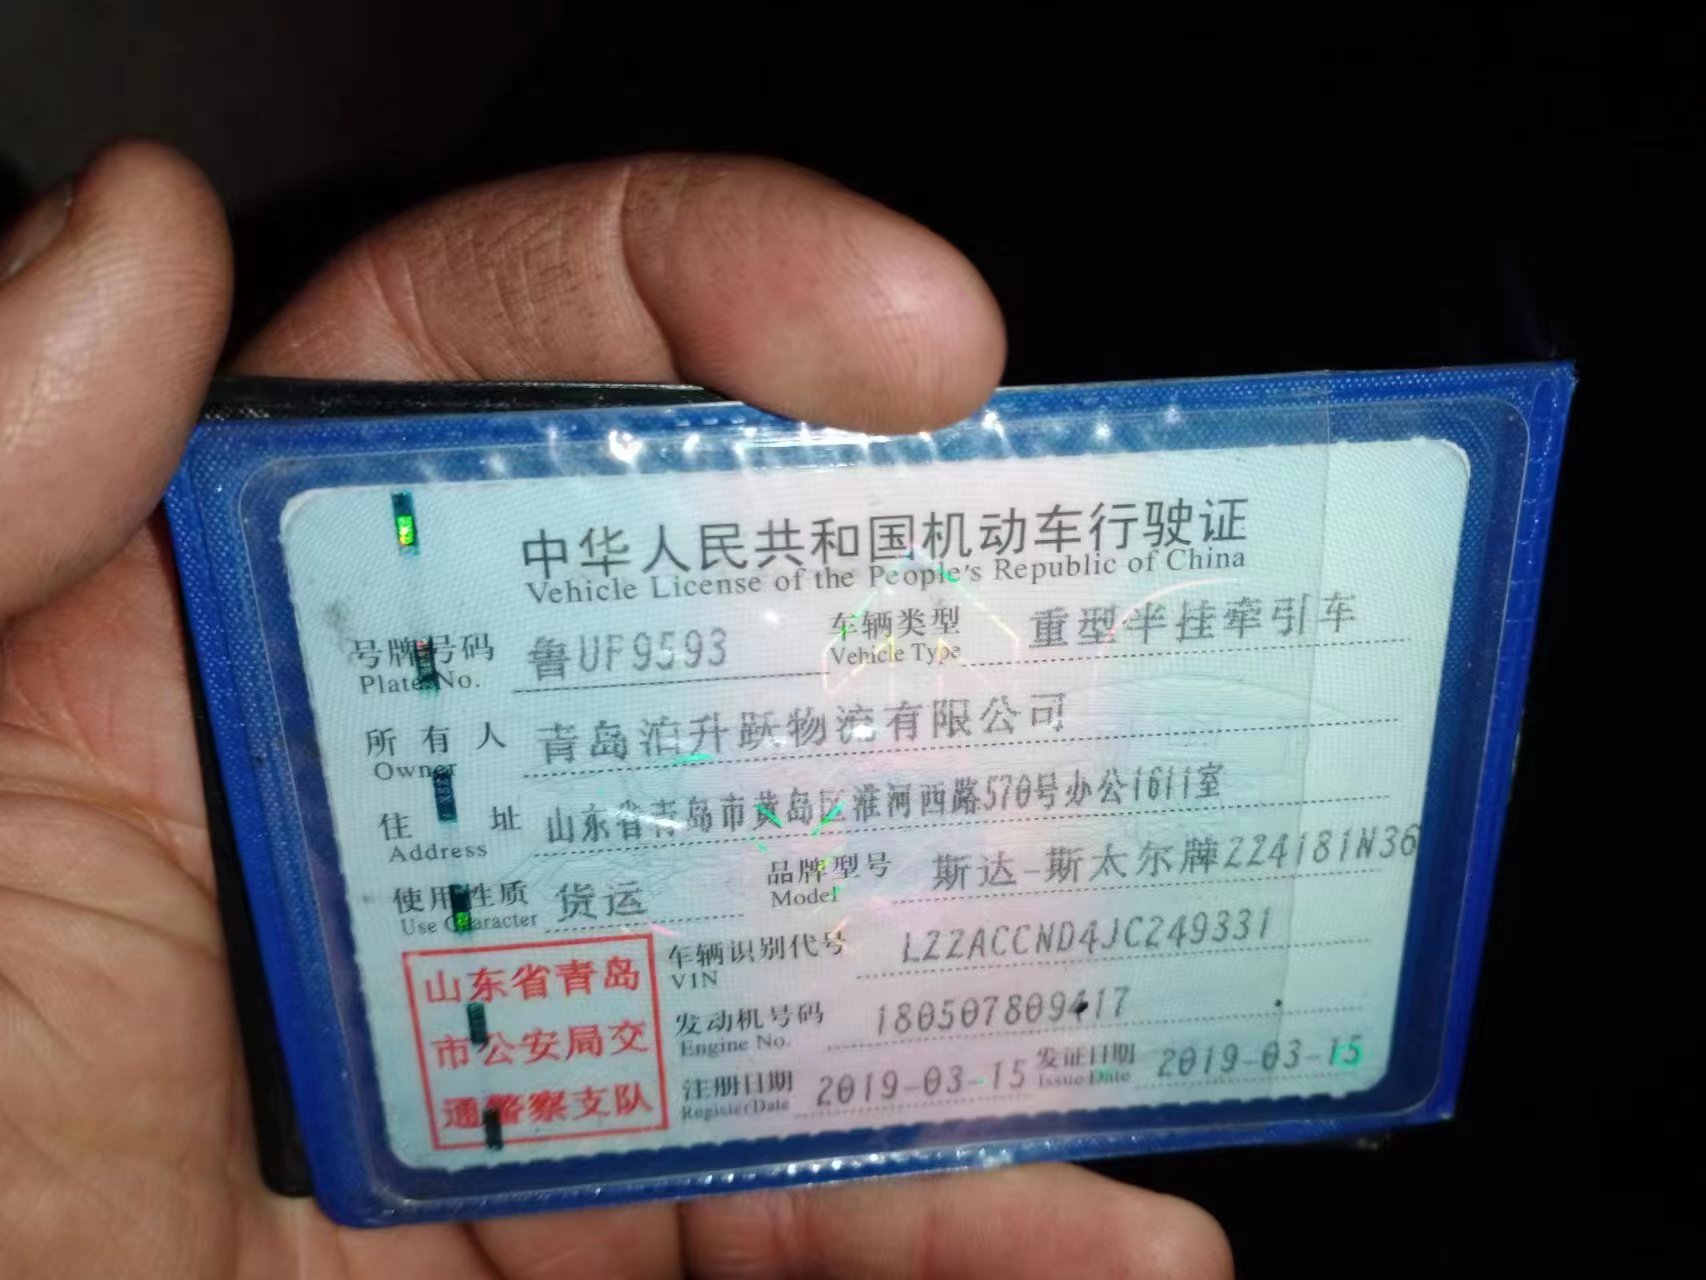 中华人民共和国机动车行驶证
Vehicle License of the People's Republic of China
号牌号码 鲁UF9593 车辆类型 重型半挂牵引车
Plate No. Vehicle Type
所有人 青岛泊升跃物流有限公司
Owner
住址 山东省青岛市黄岛区淮河西路570号办公1611室
Address
使用性质 货运 品牌型号 斯达-斯太尔牌ZZ4181N36
Use Character Model
山东省青岛
市公安局交
通警察支队
车辆识别代号 LZZACCND4JC249331
VIN
发动机号码 180507809417
Engine No.
注册日期 2019-03-15 发证日期 2019-03-15
Register Date Issue Date